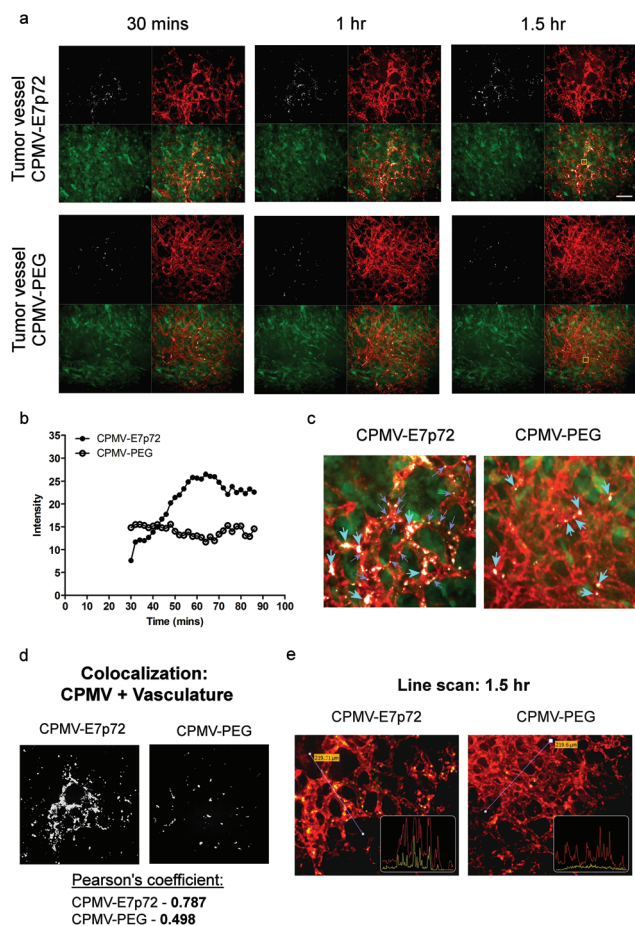 a
30 mins
1 hr
1.5 hr
Tumor vessel
CPMV-E7p72
Tumor vessel
CPMV-PEG
b
CPMV-E7p72
CPMV-PEG
35
30
25
20
15
10
5
0
Intensity
0 10 20 30 40 50 60 70 80 90 100
Time (mins)
c
CPMV-E7p72
CPMV-PEG
d
Colocalization:
CPMV + Vasculature
CPMV-E7p72
CPMV-PEG
Pearson's coefficient:
CPMV-E7p72 - 0.787
CPMV-PEG - 0.498
e
Line scan: 1.5 hr
CPMV-E7p72
CPMV-PEG